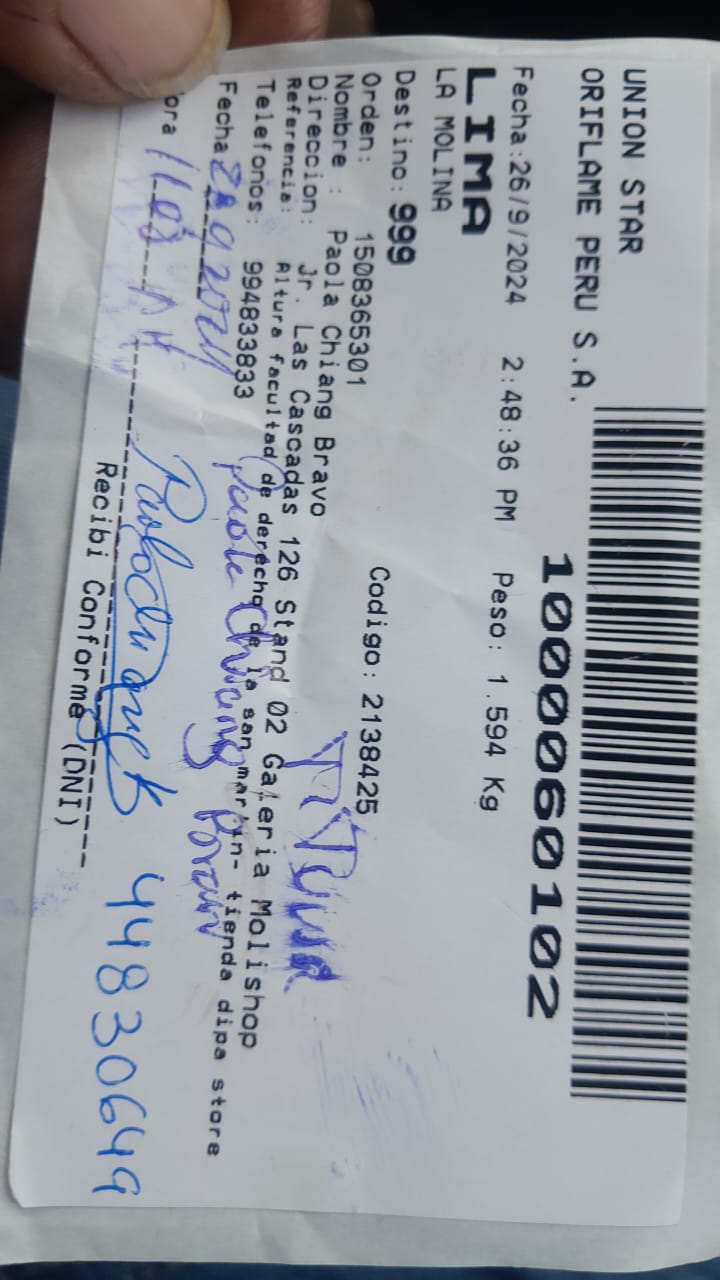 UNION STAR
ORIFLAME PERU S.A.
1000060102
Fecha:26/9/2024 2:48:36 PM Peso: 1.594 Kg
LIMA
LA MOLINA
Destino: 999
Orden: 1508365301 Codigo: 2138425
Nombre : Paola Chiang Bravo
Direccion: Jr. Las Cascadas 126 Stand 02 Galeria Molishop
Referencia: Altura facultad de derecho de la san martin- tienda dipa store
Telefonos: 994833833
Paola Chiang
Fecha
ora
44830649
Recibi Conforme (DNI)